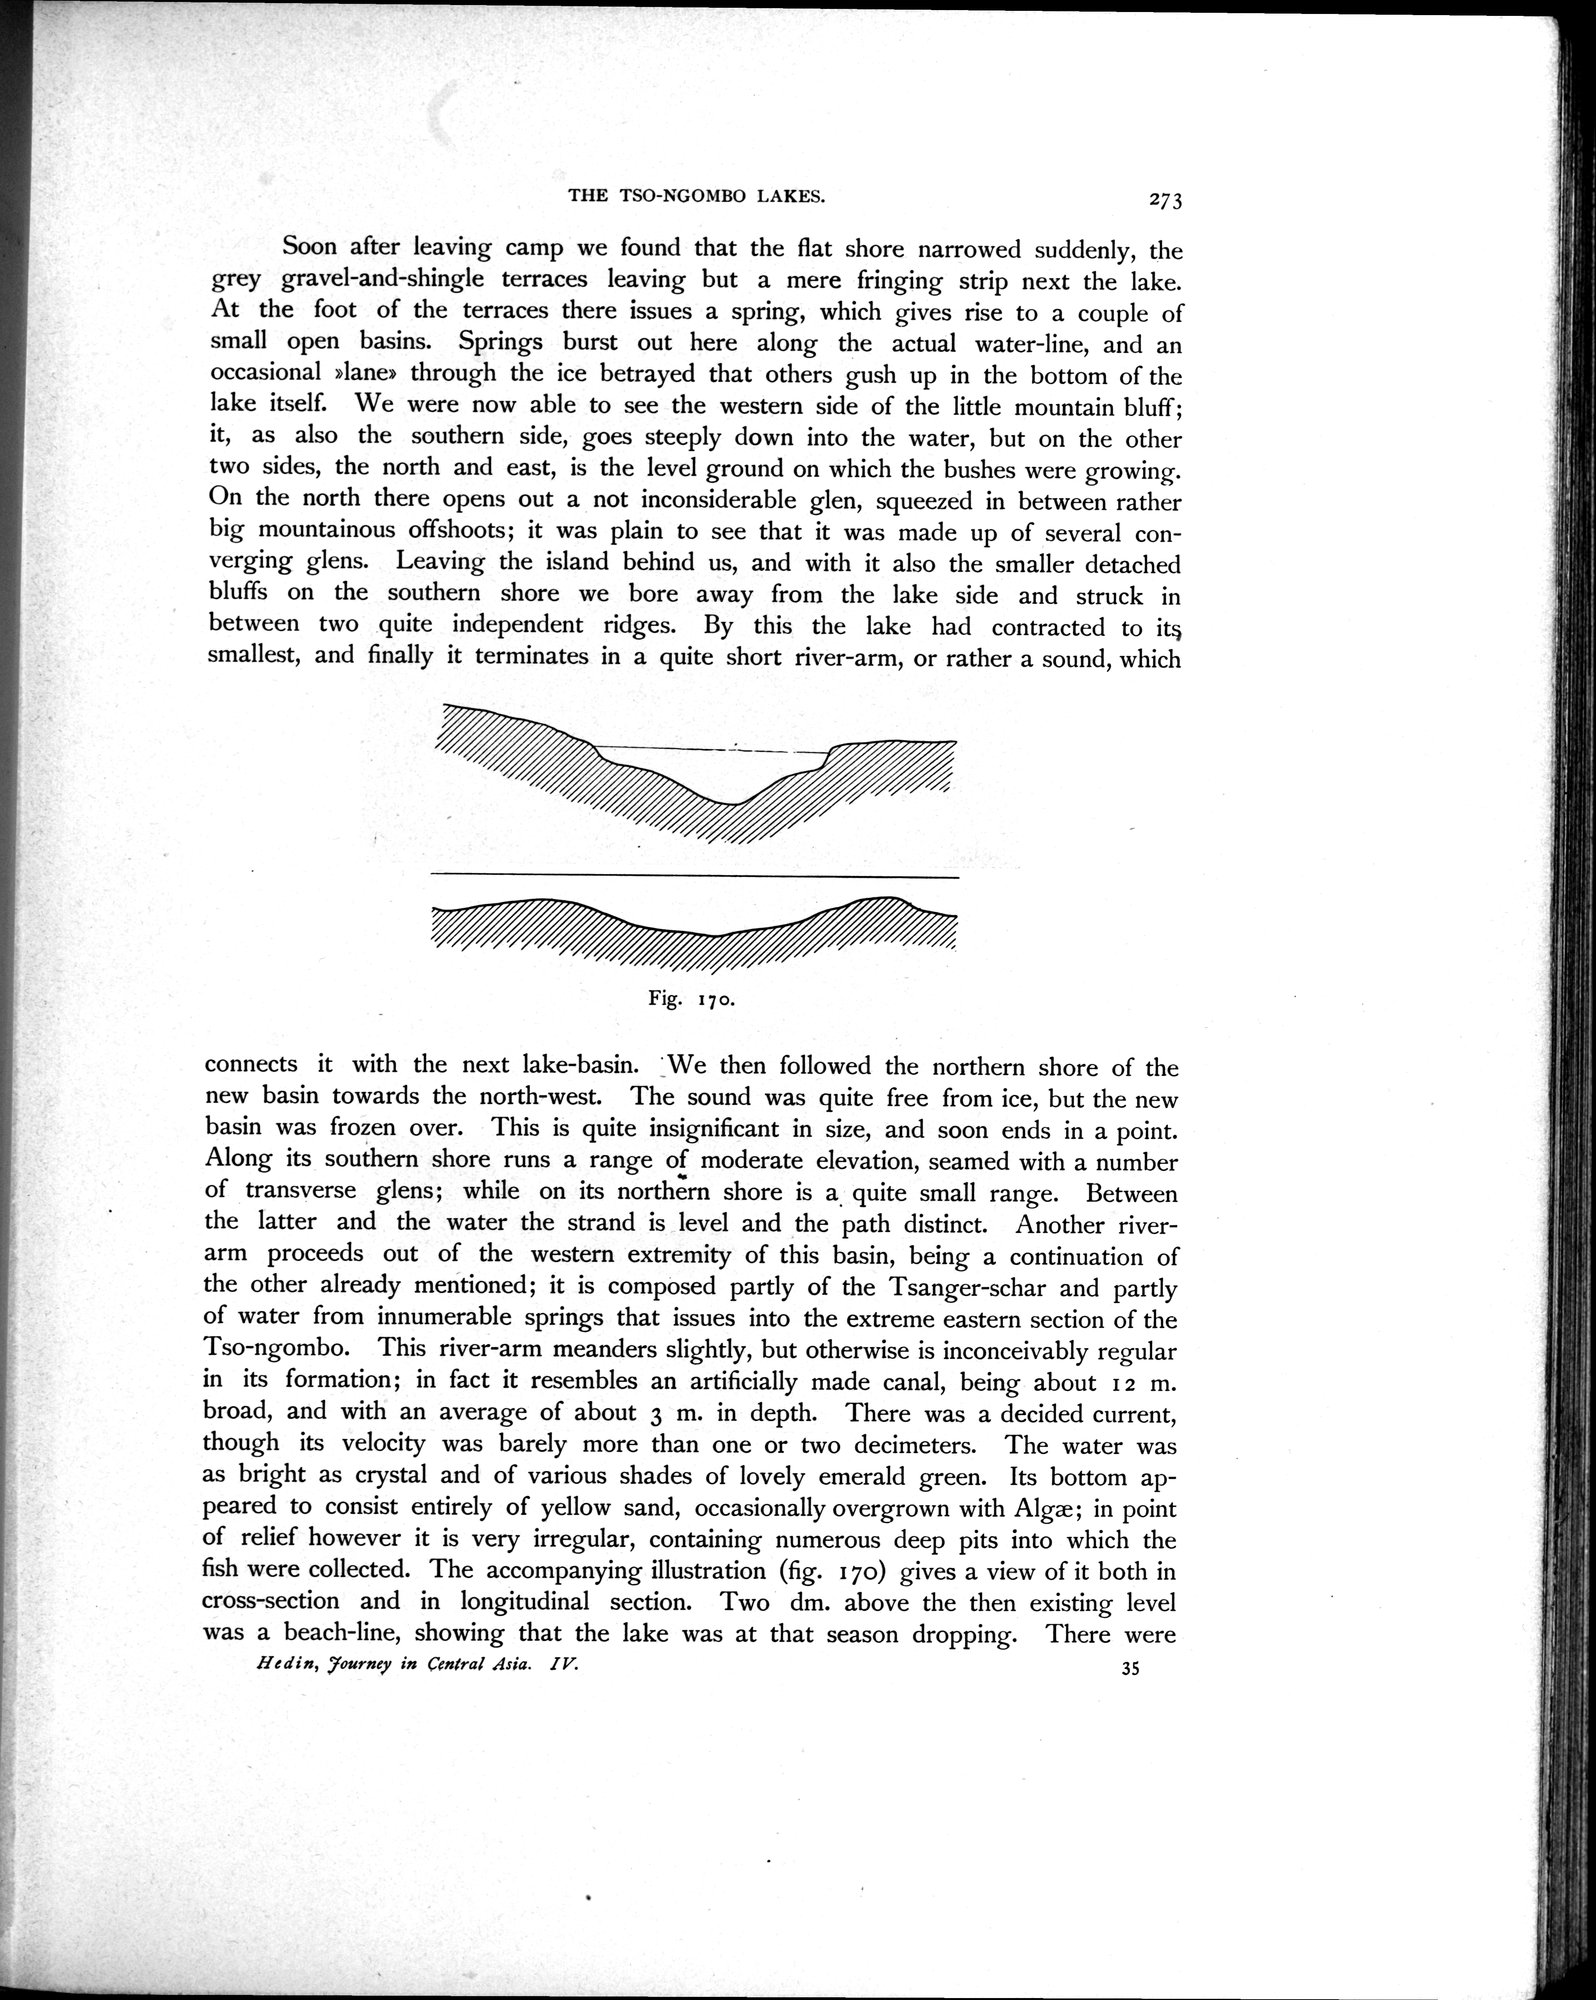 THE TSO-NGOMBO LAKES. 273
Soon after leaving camp we found that the flat shore narrowed suddenly, the
grey gravel-and-shingle terraces leaving but a mere fringing strip next the lake.
At the foot of the terraces there issues a spring, which gives rise to a couple of
small open basins. Springs burst out here along the actual water-line, and an
occasional »lane» through the ice betrayed that others gush up in the bottom of the
lake itself. We were now able to see the western side of the little mountain bluff;
it, as also the southern side, goes steeply down into the water, but on the other
two sides, the north and east, is the level ground on which the bushes were growing.
On the north there opens out a not inconsiderable glen, squeezed in between rather
big mountainous offshoots; it was plain to see that it was made up of several con-
verging glens. Leaving the island behind us, and with it also the smaller detached
bluffs on the southern shore we bore away from the lake side and struck in
between two quite independent ridges. By this the lake had contracted to its
smallest, and finally it terminates in a quite short river-arm, or rather a sound, which
Fig. 170.
connects it with the next lake-basin. We then followed the northern shore of the
new basin towards the north-west. The sound was quite free from ice, but the new
basin was frozen over. This is quite insignificant in size, and soon ends in a point.
Along its southern shore runs a range of moderate elevation, seamed with a number
of transverse glens; while on its northern shore is a quite small range. Between
the latter and the water the strand is level and the path distinct. Another river-
arm proceeds out of the western extremity of this basin, being a continuation of
the other already mentioned; it is composed partly of the Tsanger-schar and partly
of water from innumerable springs that issues into the extreme eastern section of the
Tso-ngombo. This river-arm meanders slightly, but otherwise is inconceivably regular
in its formation; in fact it resembles an artificially made canal, being about 12 m.
broad, and with an average of about 3 m. in depth. There was a decided current,
though its velocity was barely more than one or two decimeters. The water was
as bright as crystal and of various shades of lovely emerald green. Its bottom ap-
peared to consist entirely of yellow sand, occasionally overgrown with Algæ; in point
of relief however it is very irregular, containing numerous deep pits into which the
fish were collected. The accompanying illustration (fig. 170) gives a view of it both in
cross-section and in longitudinal section. Two dm. above the then existing level
was a beach-line, showing that the lake was at that season dropping. There were
Hedin, Journey in Central Asia. IV. 35